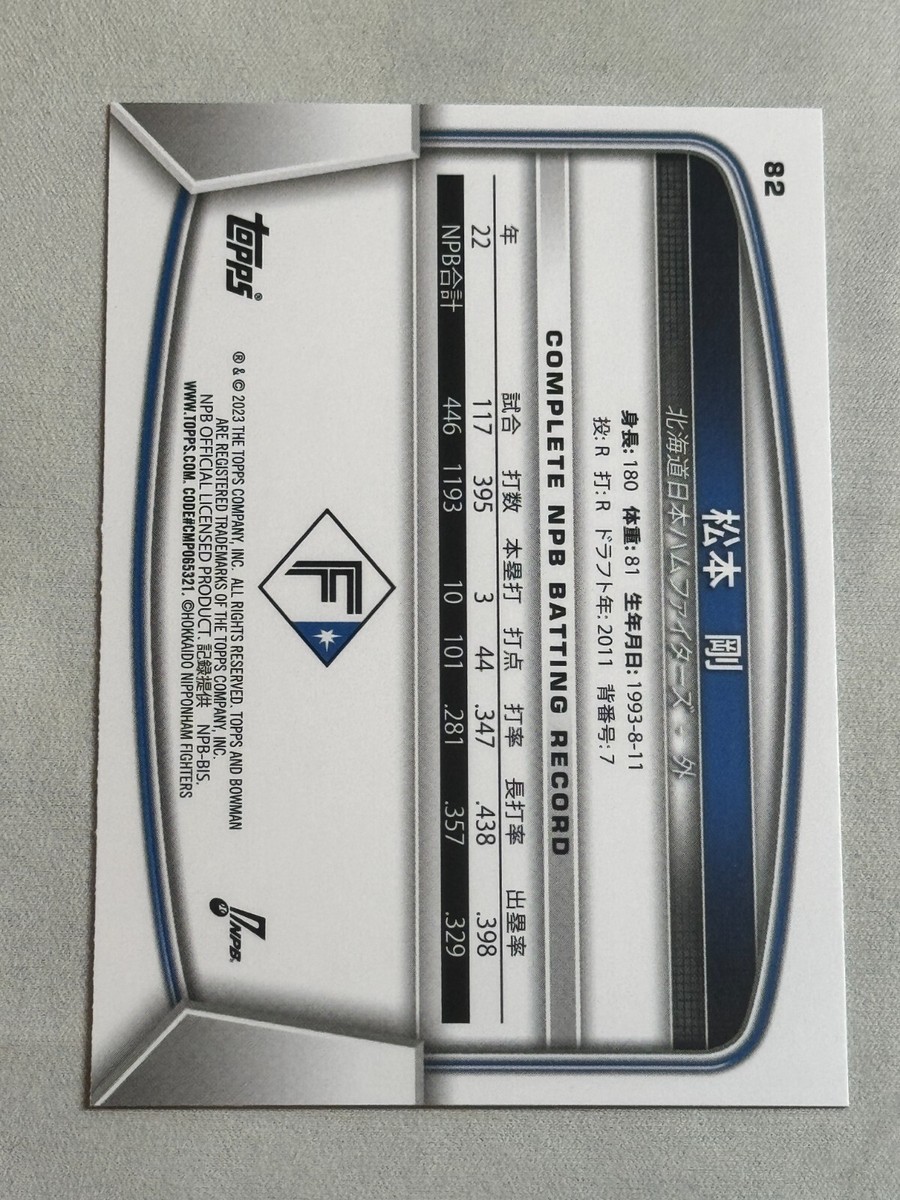 82
松本 剛
北海道日本ハムファイターズ - 外
身長: 180 体重: 81 生年月日: 1993-8-11
投: R 打: R ドラフト年: 2011 背番号: 7
COMPLETE NPB BATTING RECORD
年 試合 打数 本塁打 打点 打率 長打率 出塁率
22 117 395 3 44 .347 .438 .398
NPB合計 446 1193 10 101 .281 .357 .329
F
topps®
® & © 2023 THE TOPPS COMPANY, INC. ALL RIGHTS RESERVED. TOPPS AND BOWMAN
ARE REGISTERED TRADEMARKS OF THE TOPPS COMPANY, INC.
NPB OFFICIAL LICENSED PRODUCT. 記録提供 NPB-BIS.
WWW.TOPPS.COM. CODE#CMP065321. ©HOKKAIDO NIPPONHAM FIGHTERS
NPB.